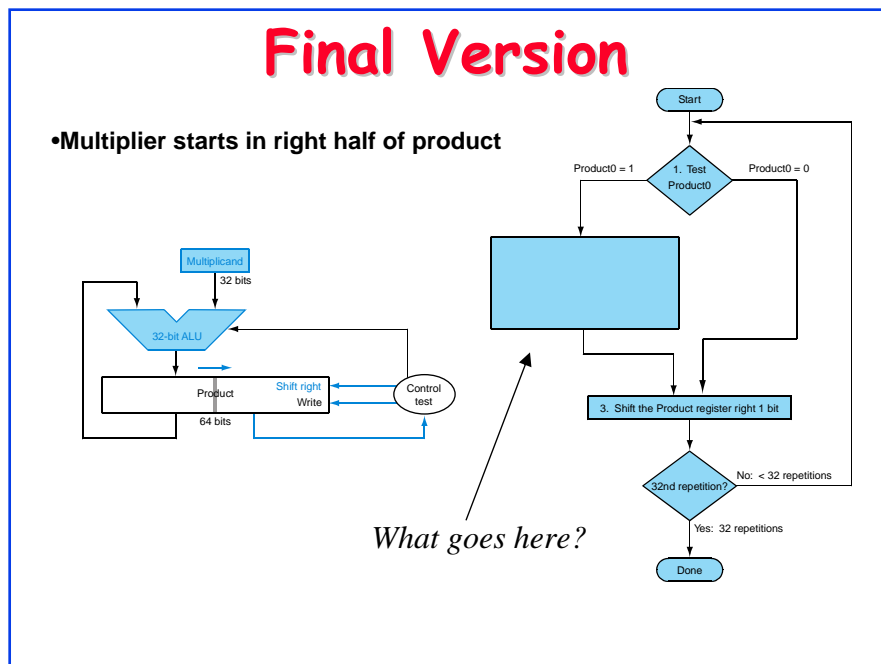 Final Version
•Multiplier starts in right half of product
Multiplicand
32 bits
32-bit ALU
Product
Shift right
Write
64 bits
Control
test
Start
Product0 = 1
1. Test
Product0
Product0 = 0
3. Shift the Product register right 1 bit
32nd repetition?
No: < 32 repetitions
Yes: 32 repetitions
Done
What goes here?